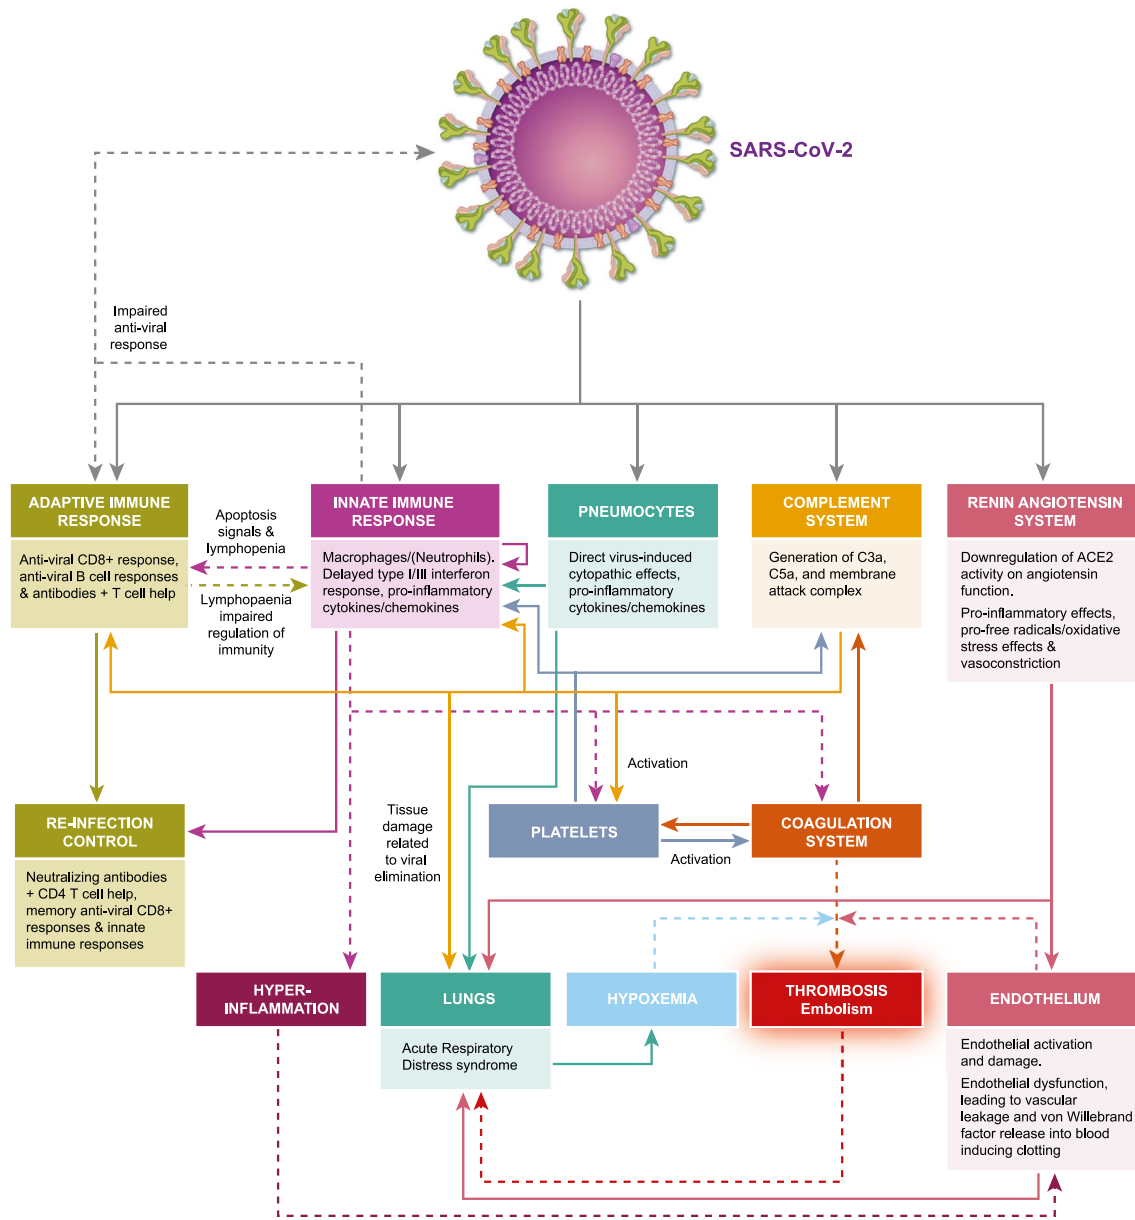 SARS-CoV-2
Impaired
anti-viral
response
ADAPTIVE IMMUNE
RESPONSE
Anti-viral CD8+ response,
anti-viral B cell responses
& antibodies + T cell help
Apoptosis
signals &
lymphopenia
Lymphopaenia
impaired
regulation of
immunity
INNATE IMMUNE
RESPONSE
Macrophages/(Neutrophils).
Delayed type I/III interferon
response, pro-inflammatory
cytokines/chemokines
PNEUMOCYTES
Direct virus-induced
cytopathic effects,
pro-inflammatory
cytokines/chemokines
COMPLEMENT
SYSTEM
Generation of C3a,
C5a, and membrane
attack complex
RENIN ANGIOTENSIN
SYSTEM
Downregulation of ACE2
activity on angiotensin
function.
Pro-inflammatory effects,
pro-free radicals/oxidative
stress effects &
vasoconstriction
Activation
RE-INFECTION
CONTROL
Neutralizing antibodies
+ CD4 T cell help,
memory anti-viral CD8+
responses & innate
immune responses
Tissue
damage
related
to viral
elimination
PLATELETS
Activation
COAGULATION
SYSTEM
HYPER-
INFLAMMATION
LUNGS
Acute Respiratory
Distress syndrome
HYPOXEMIA
THROMBOSIS
Embolism
ENDOTHELIUM
Endothelial activation
and damage.
Endothelial dysfunction,
leading to vascular
leakage and von Willebrand
factor release into blood
inducing clotting